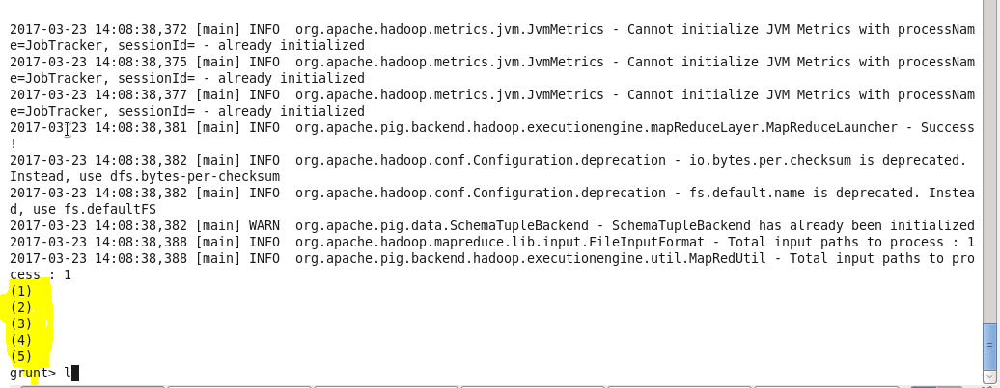 2017-03-23 14:08:38,372 [main] INFO  org.apache.hadoop.metrics.jvm.JvmMetrics - Cannot initialize JVM Metrics with processNam
e=JobTracker, sessionId= - already initialized
2017-03-23 14:08:38,375 [main] INFO  org.apache.hadoop.metrics.jvm.JvmMetrics - Cannot initialize JVM Metrics with processNam
e=JobTracker, sessionId= - already initialized
2017-03-23 14:08:38,377 [main] INFO  org.apache.hadoop.metrics.jvm.JvmMetrics - Cannot initialize JVM Metrics with processNam
e=JobTracker, sessionId= - already initialized
2017-03-23 14:08:38,381 [main] INFO  org.apache.pig.backend.hadoop.executionengine.mapReduceLayer.MapReduceLauncher - Success
!
2017-03-23 14:08:38,382 [main] INFO  org.apache.hadoop.conf.Configuration.deprecation - io.bytes.per.checksum is deprecated.
Instead, use dfs.bytes-per-checksum
2017-03-23 14:08:38,382 [main] INFO  org.apache.hadoop.conf.Configuration.deprecation - fs.default.name is deprecated. Instea
d, use fs.defaultFS
2017-03-23 14:08:38,382 [main] WARN  org.apache.pig.data.SchemaTupleBackend - SchemaTupleBackend has already been initialized
2017-03-23 14:08:38,388 [main] INFO  org.apache.hadoop.mapreduce.lib.input.FileInputFormat - Total input paths to process : 1
2017-03-23 14:08:38,388 [main] INFO  org.apache.pig.backend.hadoop.executionengine.util.MapRedUtil - Total input paths to pro
cess : 1
(1)
(2)
(3)
(4)
(5)
grunt> l